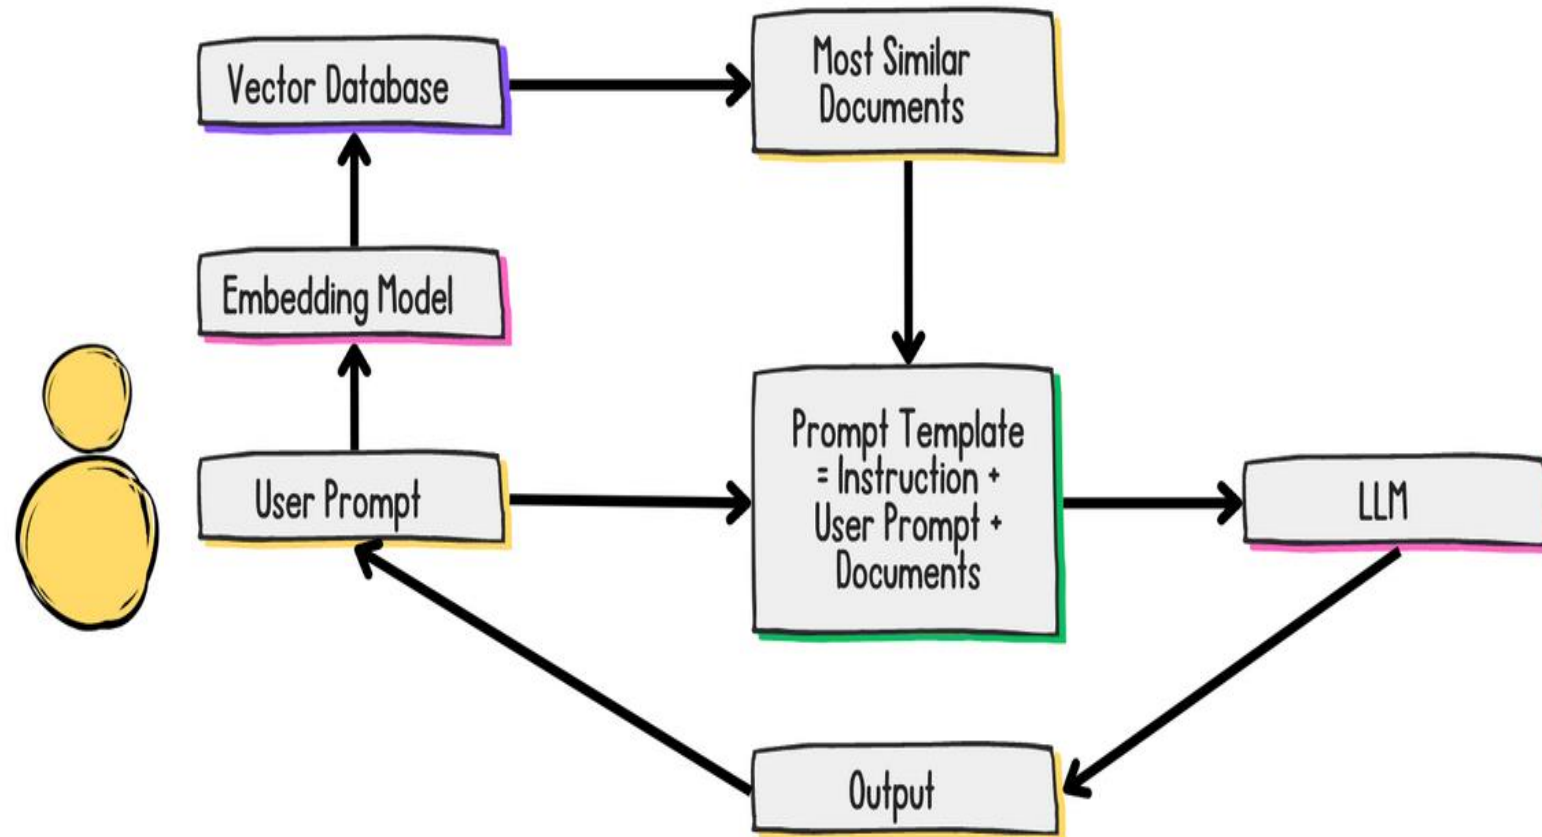 Vector Database
Most Similar
Documents
Embedding Model
User Prompt
Prompt Template
= Instruction +
User Prompt +
Documents
LLM
Output